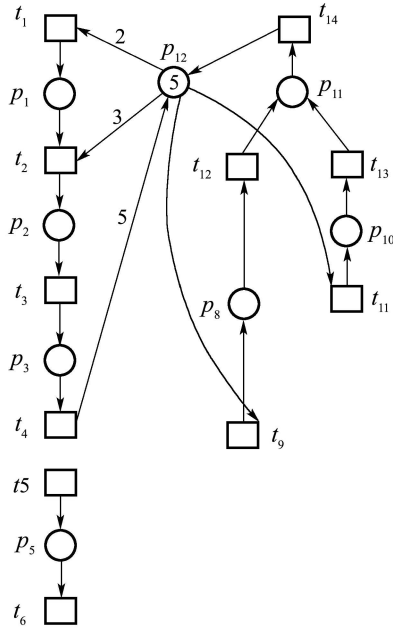 t₁
2
p₁₂
t₁₄
5
p₁
p₁₁
3
t₂
t₁₂
t₁₃
5
p₂
p₁₀
t₃
p₈
t₁₁
p₃
t₄
t₉
t5
p₅
t₆